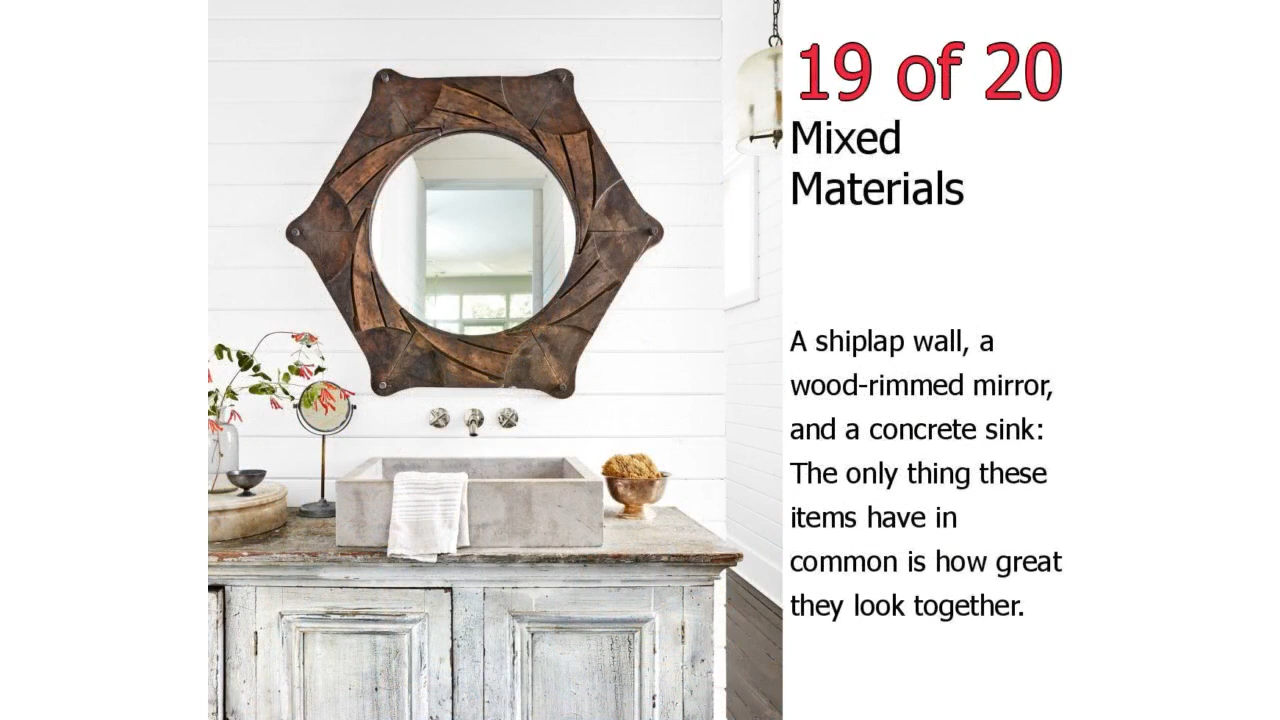 19 of 20
Mixed
Materials
A shiplap wall, a
wood-rimmed mirror,
and a concrete sink:
The only thing these
items have in
common is how great
they look together.